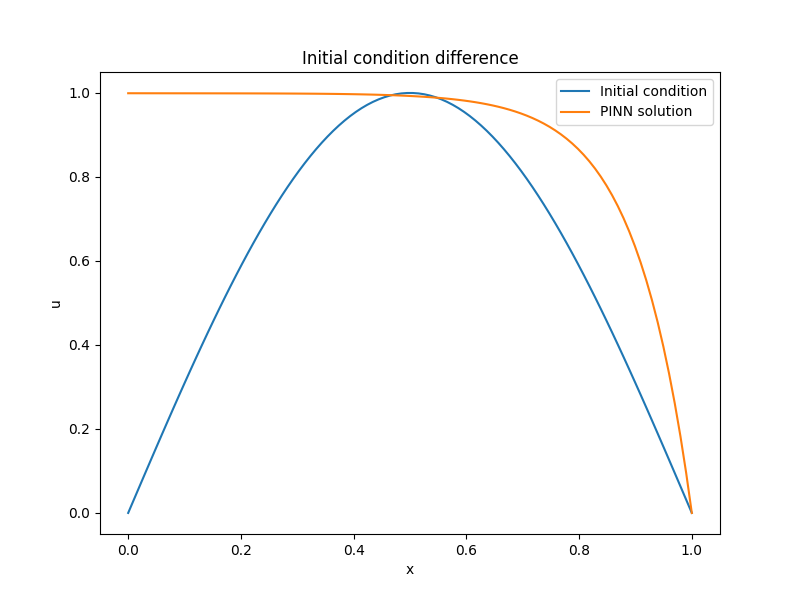 Initial condition difference
Initial condition
PINN solution
1.0
0.8
0.6
0.4
0.2
0.0
u
0.0 0.2 0.4 0.6 0.8 1.0
x